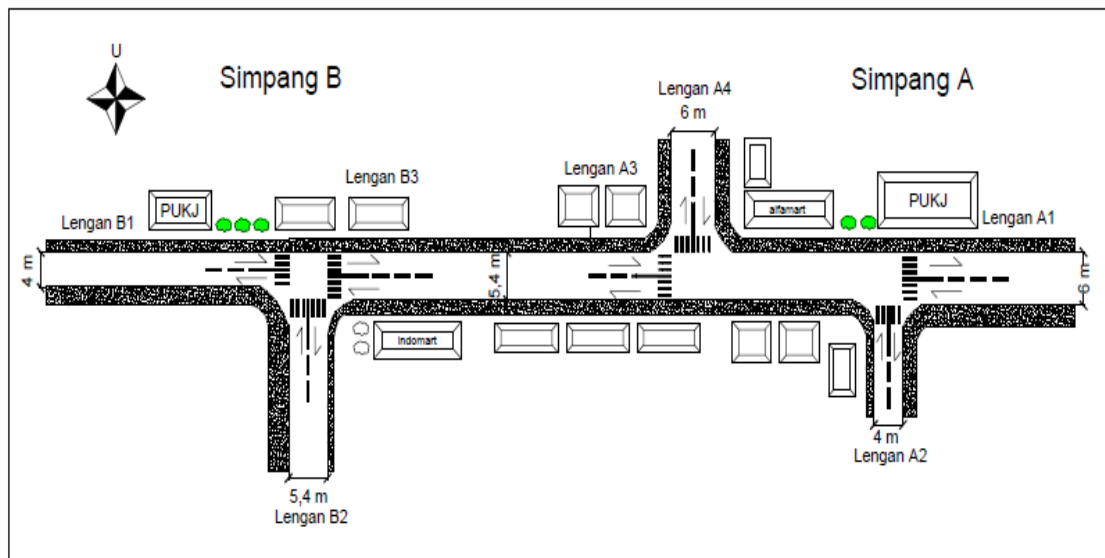 U
Simpang B
Simpang A
Lengan A4
6 m
Lengan A3
Lengan B3
PUKJ
alfamart
PUKJ
Lengan B1
Lengan A1
4 m
5,4 m
6 m
Indomart
4 m
Lengan A2
5,4 m
Lengan B2